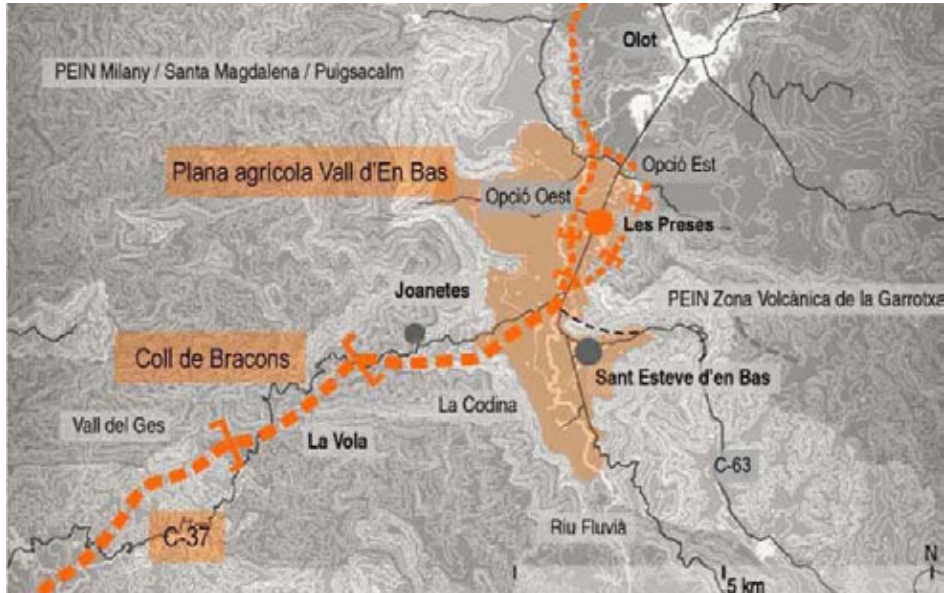 Olot
PEIN Milany / Santa Magdalena / Puigsacalm
Plana agrícola Vall d'En Bas
Opció Est
Opció Oest
Les Preses
Joanetes
PEIN Zona Volcànica de la Garrotxa
Coll de Bracons
Sant Esteve d'en Bas
La Codina
Vall del Ges
La Vola
C-63
C-37
Riu Fluvià
N
5 km